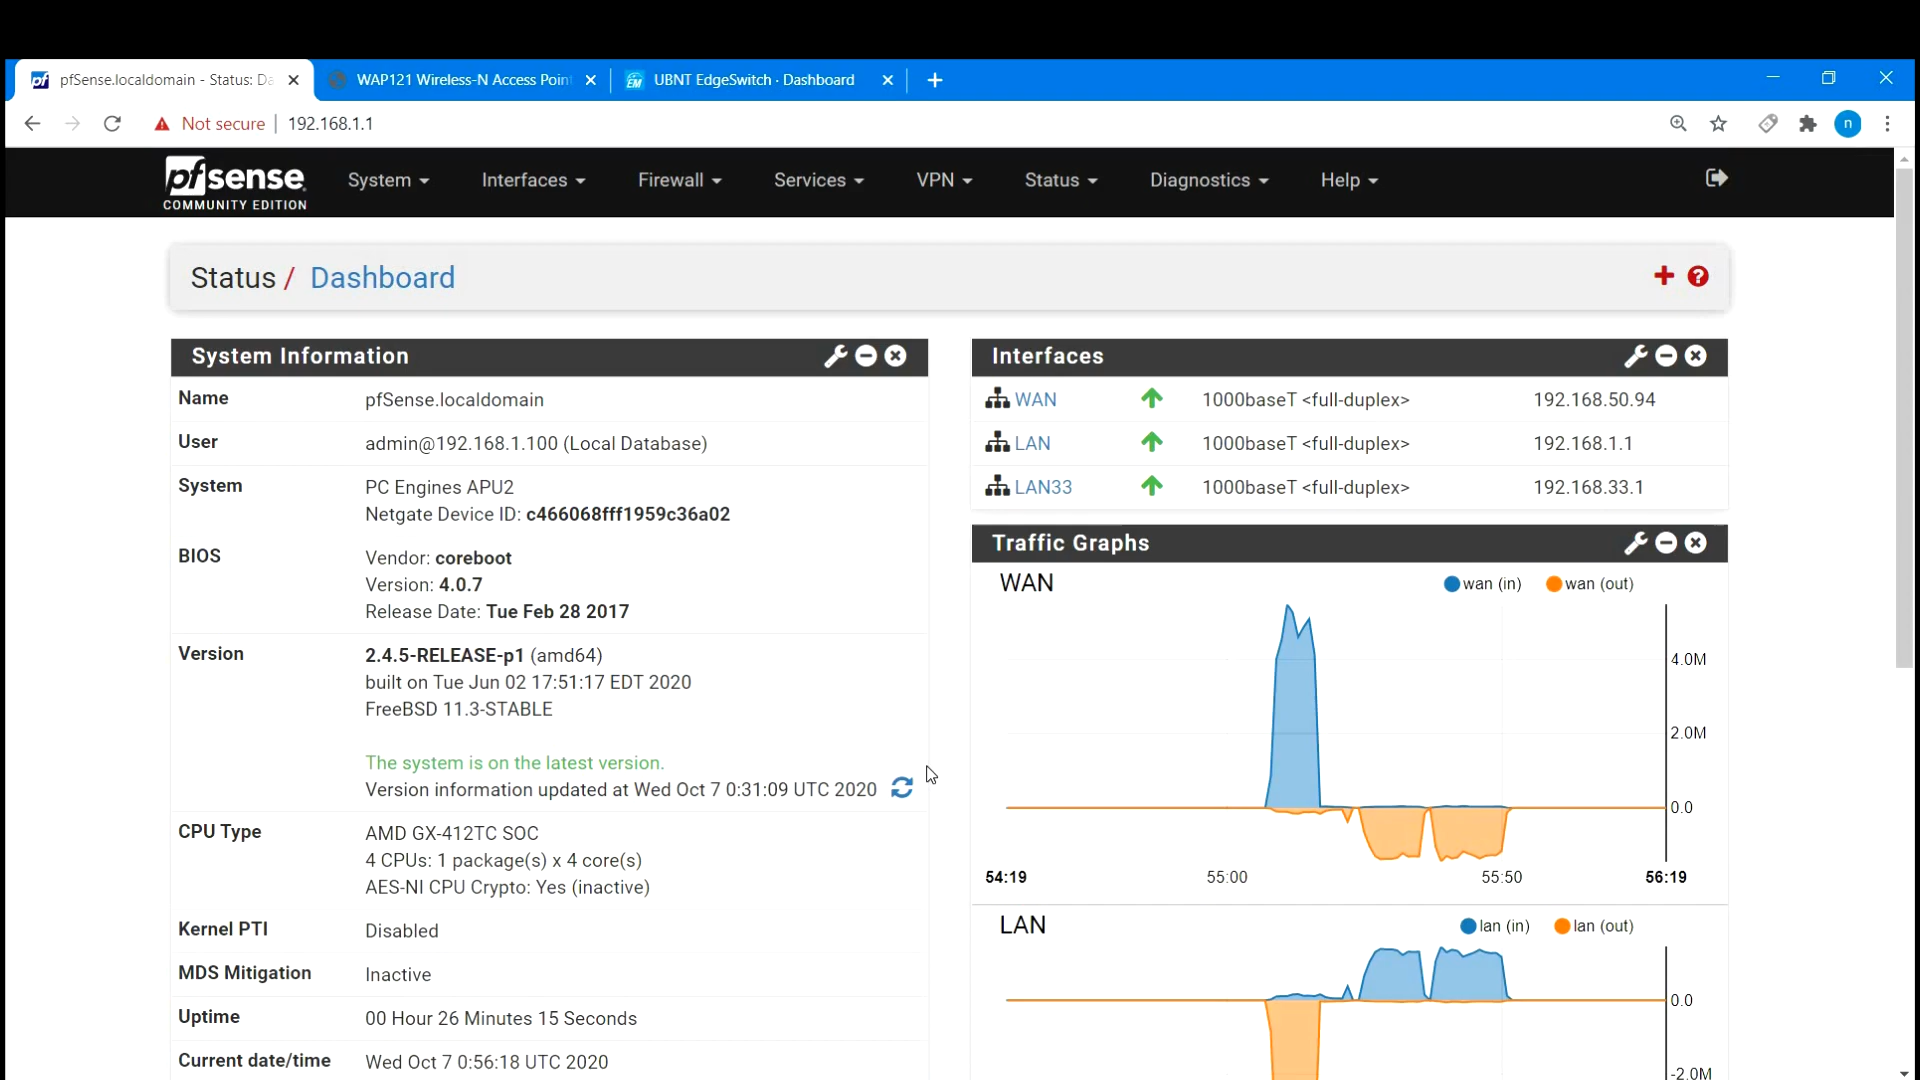 pfSense.localdomain - Status: Da
WAP121 Wireless-N Access Point
UBNT EdgeSwitch · Dashboard
Not secure | 192.168.1.1
n
pfsense
COMMUNITY EDITION
System
Interfaces
Firewall
Services
VPN
Status
Diagnostics
Help
Status / Dashboard
System Information
Name pfSense.localdomain
User admin@192.168.1.100 (Local Database)
System PC Engines APU2
Netgate Device ID: c466068fff1959c36a02
BIOS Vendor: coreboot
Version: 4.0.7
Release Date: Tue Feb 28 2017
Version 2.4.5-RELEASE-p1 (amd64)
built on Tue Jun 02 17:51:17 EDT 2020
FreeBSD 11.3-STABLE
The system is on the latest version.
Version information updated at Wed Oct 7 0:31:09 UTC 2020
CPU Type AMD GX-412TC SOC
4 CPUs: 1 package(s) x 4 core(s)
AES-NI CPU Crypto: Yes (inactive)
Kernel PTI Disabled
MDS Mitigation Inactive
Uptime 00 Hour 26 Minutes 15 Seconds
Current date/time Wed Oct 7 0:56:18 UTC 2020
Interfaces
WAN 1000baseT <full-duplex> 192.168.50.94
LAN 1000baseT <full-duplex> 192.168.1.1
LAN33 1000baseT <full-duplex> 192.168.33.1
Traffic Graphs
WAN
wan (in) wan (out)
4.0M
2.0M
0.0
54:19 55:00 55:50 56:19
LAN
lan (in) lan (out)
0.0
-2.0M